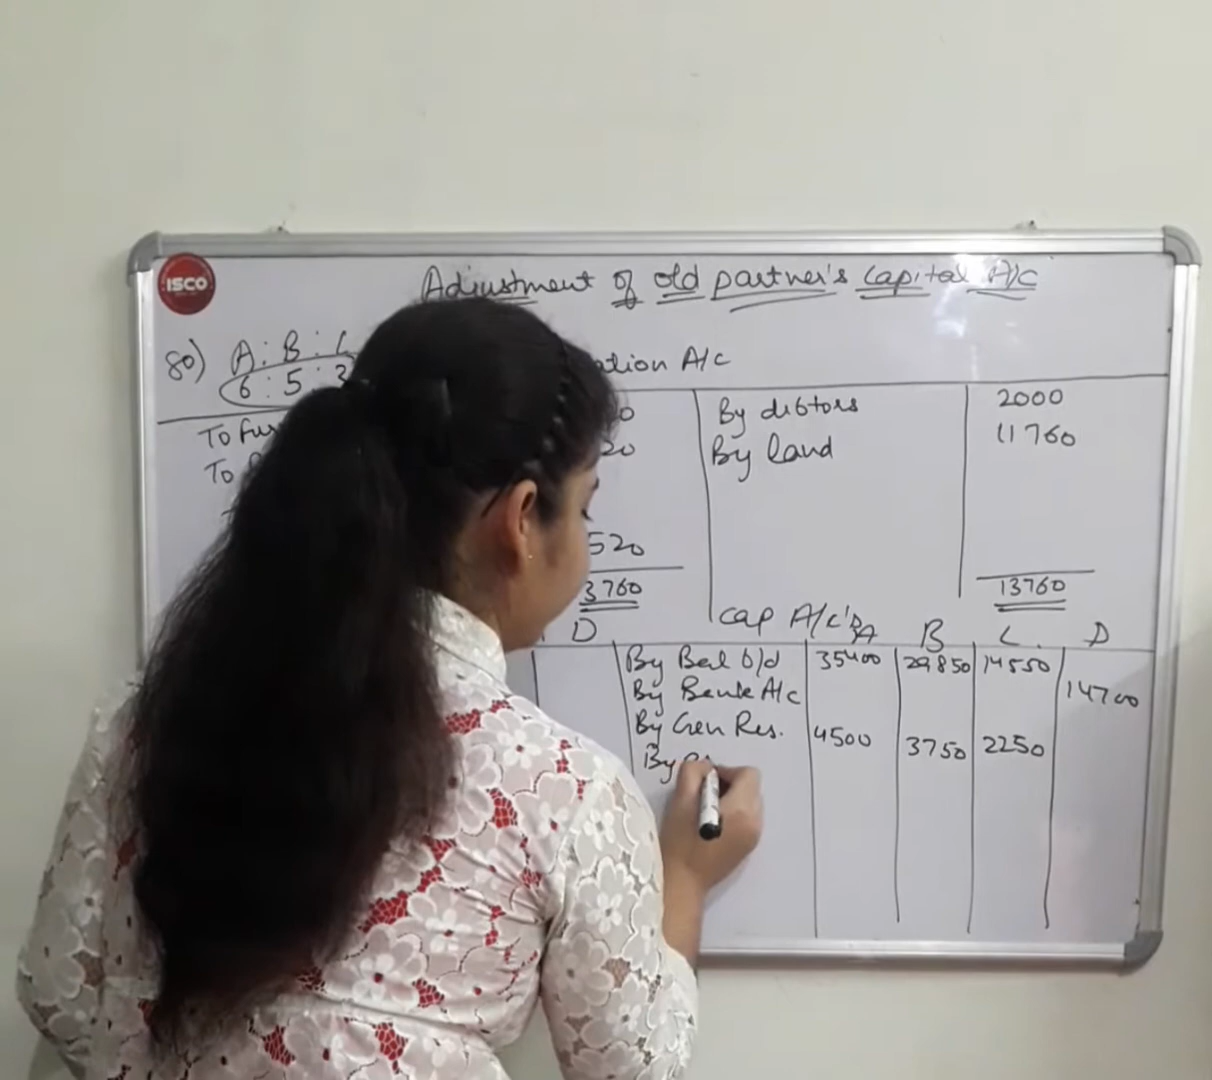 ISCO
Adjustment of old partner's Capital A/c
80) A : B : C
6 : 5 : 3
ation A/c
To Fur
To
By debtors 2000
By land 11760
20
520
3760
13760
Cap A/c's
D A B C. D
By Bal b/d 35400 29850 14550
By Bank A/c 14700
By Gen Res. 4500 3750 2250
By